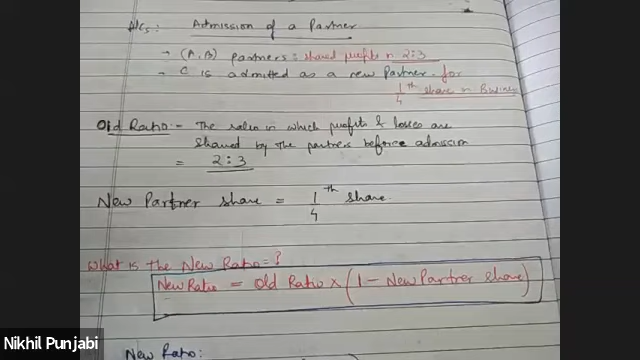 A/Cs: Admission of a Partner
→ (A, B) partners = shared profits in 2:3
→ C is admitted as a new Partner for
1/4 th share in
Old Ratio:- The in which profits & losses are
shared by the partners before admission
= 2:3
New Partner share = 1/4 th share.
What is the New Ratio = ?
New Ratio = Old Ratio × (1 - New Partner share)
New Ratio:
Nikhil Punjabi